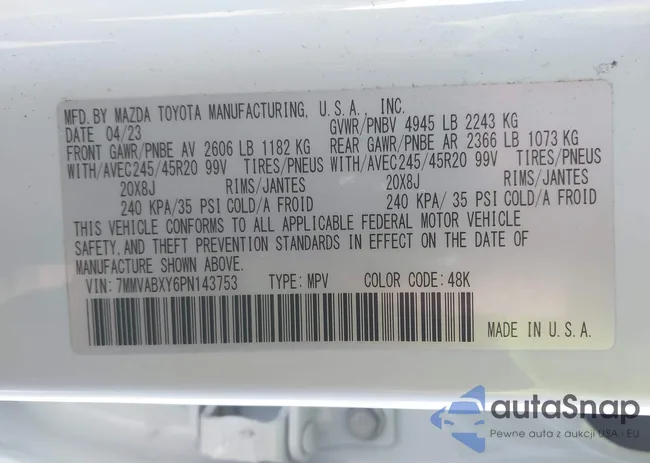 MFD. BY MAZDA TOYOTA MANUFACTURING, U.S.A., INC.
DATE 04/23 GVWR/PNBV 4945 LB 2243 KG
FRONT GAWR/PNBE AV 2606 LB 1182 KG REAR GAWR/PNBE AR 2366 LB 1073 KG
WITH/AVEC245/45R20 99V TIRES/PNEUS WITH/AVEC245/45R20 99V TIRES/PNEUS
20X8J RIMS/JANTES 20X8J RIMS/JANTES
240 KPA/35 PSI COLD/A FROID 240 KPA/ 35 PSI COLD/A FROID
THIS VEHICLE CONFORMS TO ALL APPLICABLE FEDERAL MOTOR VEHICLE
SAFETY, AND THEFT PREVENTION STANDARDS IN EFFECT ON THE DATE OF
MANUFACTURE SHOWN ABOVE.
VIN: 7MMVABXY6PN143753 TYPE: MPV COLOR CODE: 48K
MADE IN U.S.A.
autaSnap
Pewne auta z aukcji USA i EU